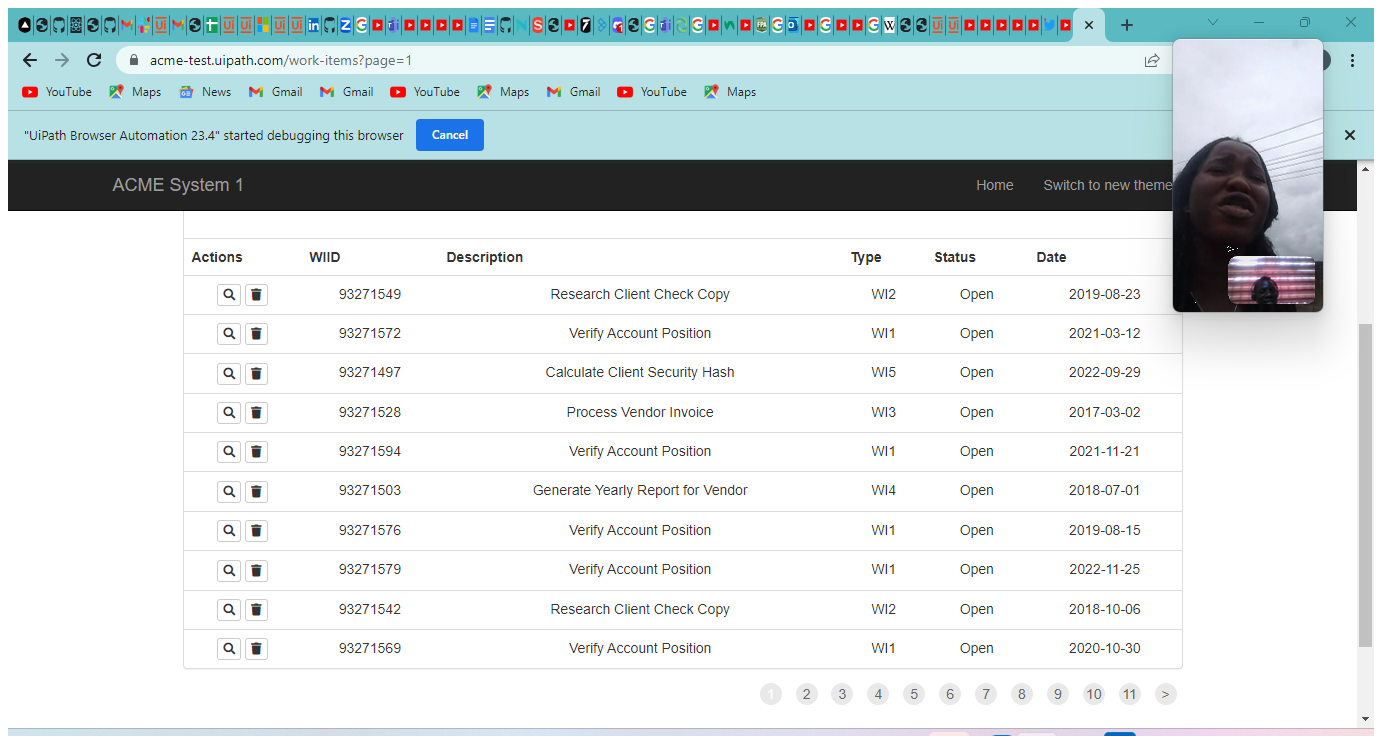 acme-test.uipath.com/work-items?page=1
YouTube Maps News Gmail Gmail YouTube Maps Gmail YouTube Maps
"UiPath Browser Automation 23.4" started debugging this browser Cancel
ACME System 1 Home Switch to new theme
Actions WIID Description Type Status Date
93271549 Research Client Check Copy WI2 Open 2019-08-23
93271572 Verify Account Position WI1 Open 2021-03-12
93271497 Calculate Client Security Hash WI5 Open 2022-09-29
93271528 Process Vendor Invoice WI3 Open 2017-03-02
93271594 Verify Account Position WI1 Open 2021-11-21
93271503 Generate Yearly Report for Vendor WI4 Open 2018-07-01
93271576 Verify Account Position WI1 Open 2019-08-15
93271579 Verify Account Position WI1 Open 2022-11-25
93271542 Research Client Check Copy WI2 Open 2018-10-06
93271569 Verify Account Position WI1 Open 2020-10-30
1 2 3 4 5 6 7 8 9 10 11 >